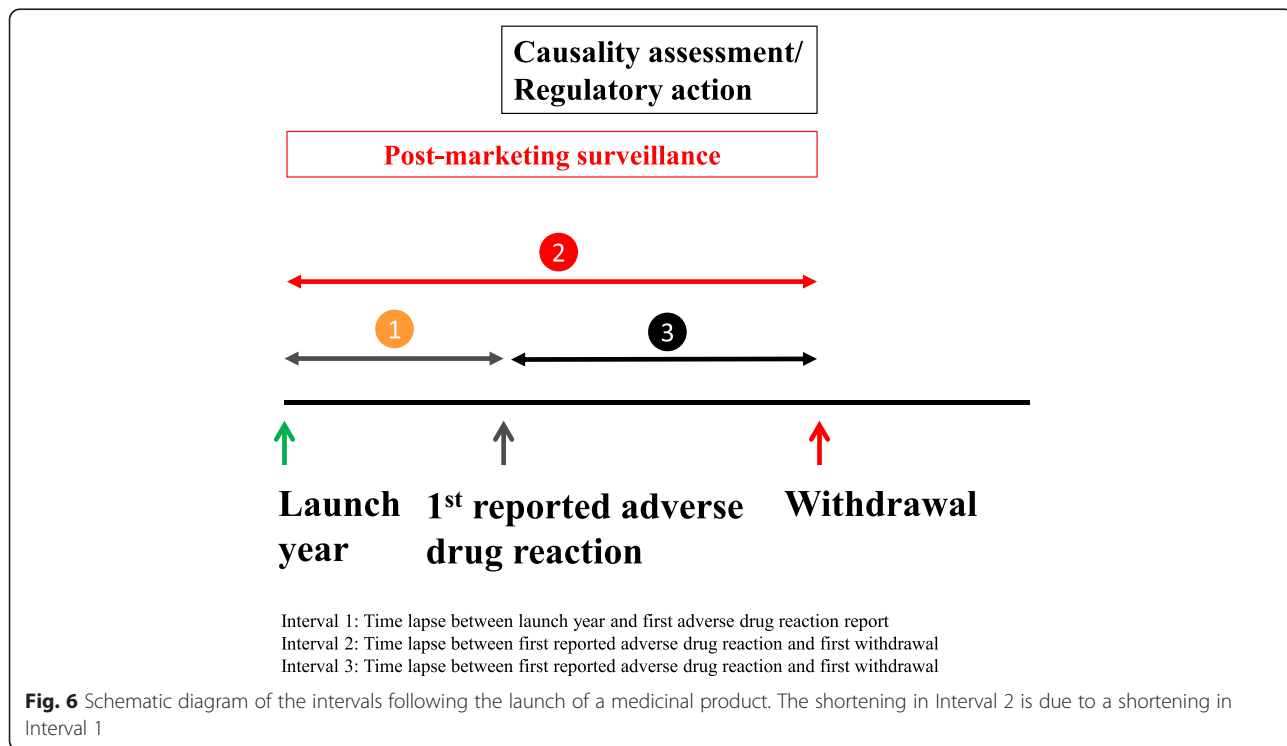 Causality assessment/
Regulatory action
Post-marketing surveillance
2
1
3
Launch
year
1st reported adverse
drug reaction
Withdrawal
Interval 1: Time lapse between launch year and first adverse drug reaction report
Interval 2: Time lapse between first reported adverse drug reaction and first withdrawal
Interval 3: Time lapse between first reported adverse drug reaction and first withdrawal
Fig. 6 Schematic diagram of the intervals following the launch of a medicinal product. The shortening in Interval 2 is due to a shortening in
Interval 1